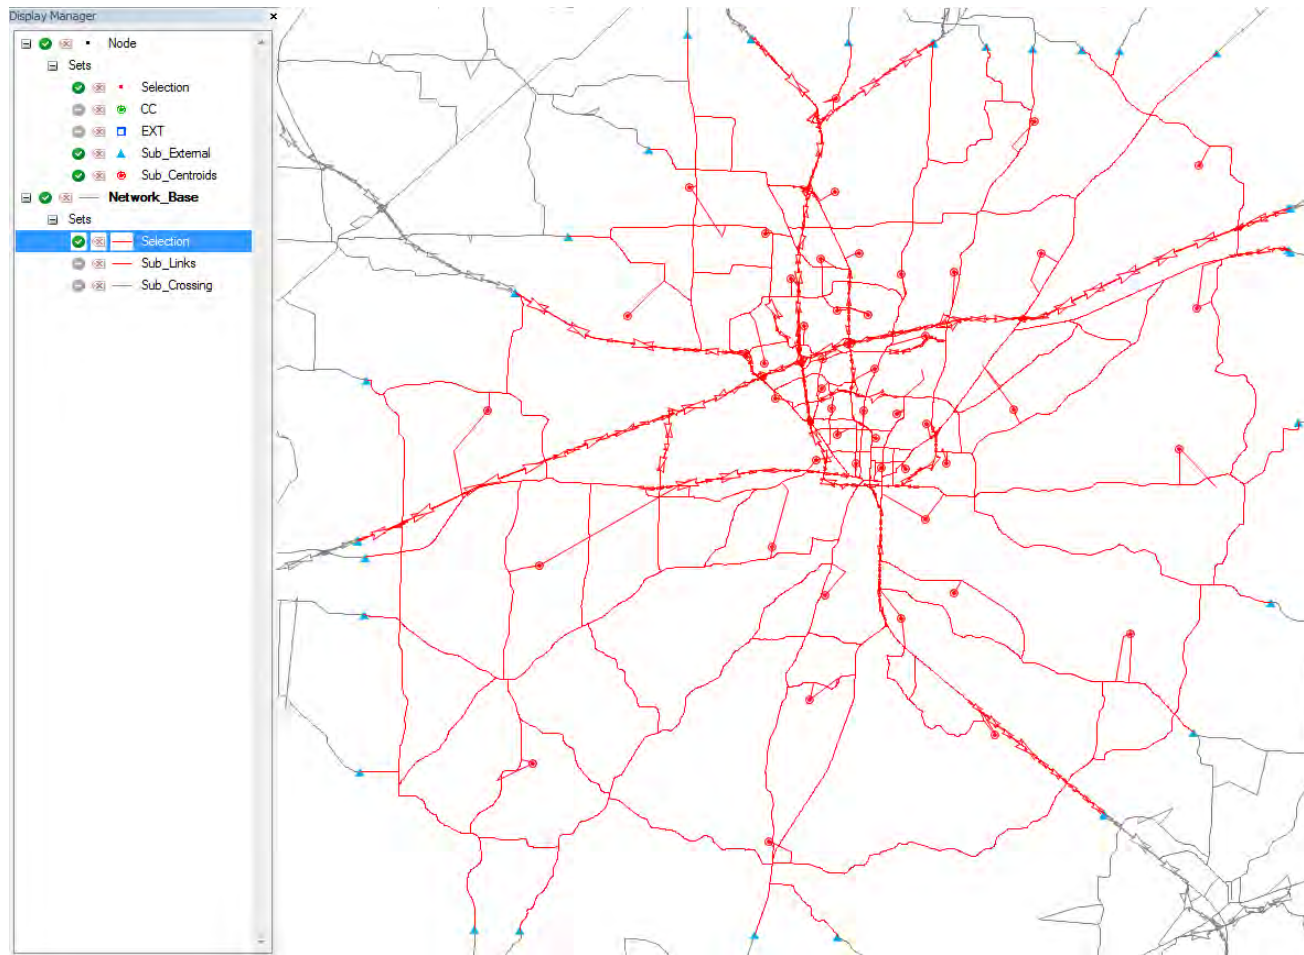 Display Manager
Node
Sets
Selection
CC
EXT
Sub_External
Sub_Centroids
Network_Base
Sets
Selection
Sub_Links
Sub_Crossing